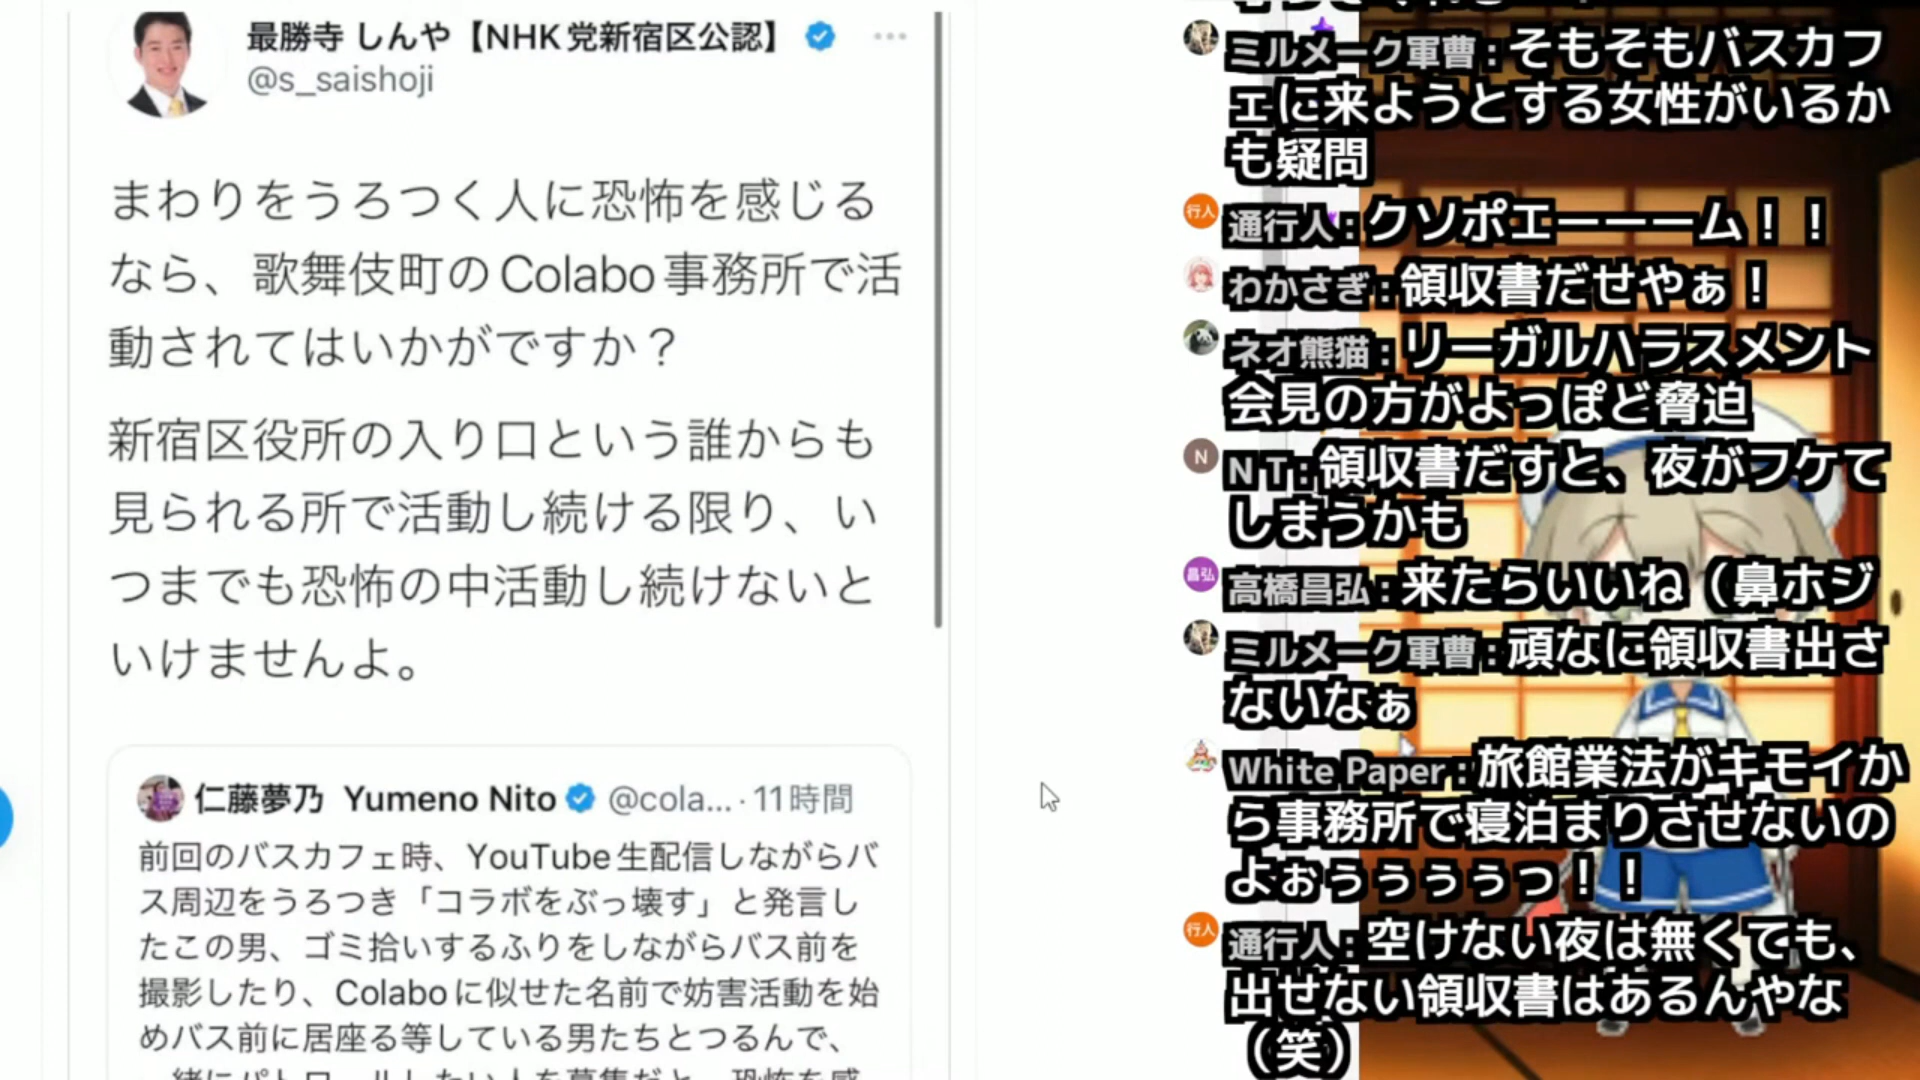 最勝寺 しんや【NHK党新宿区公認】
@s_saishoji
まわりをうろつく人に恐怖を感じる
なら、歌舞伎町のColabo事務所で活
動されてはいかがですか？
新宿区役所の入り口という誰からも
見られる所で活動し続ける限り、い
つまでも恐怖の中活動し続けないと
いけませんよ。
仁藤夢乃 Yumeno Nito @cola... · 11時間
前回のバスカフェ時、YouTube生配信しながらバ
ス周辺をうろつき「コラボをぶっ壊す」と発言し
たこの男、ゴミ拾いするふりをしながらバス前を
撮影したり、Colaboに似せた名前で妨害活動を始
めバス前に居座る等している男たちとつるんで、
ミルメーク軍曹 : そもそもバスカフ
ェに来ようとする女性がいるか
も疑問
行人 通行人 : クソポエーーーム！！
わかさぎ : 領収書だせやぁ！
ネオ熊猫 : リーガルハラスメント
会見の方がよっぽど脅迫
N N T : 領収書だすと、夜がフケて
しまうかも
昌弘 高橋昌弘 : 来たらいいね（鼻ホジ
ミルメーク軍曹 : 頑なに領収書出さ
ないなぁ
White Paper : 旅館業法がキモイか
ら事務所で寝泊まりさせないの
よぉぅぅぅぅっ！！
行人 通行人 : 空けない夜は無くても、
出せない領収書はあるんやな
（笑）